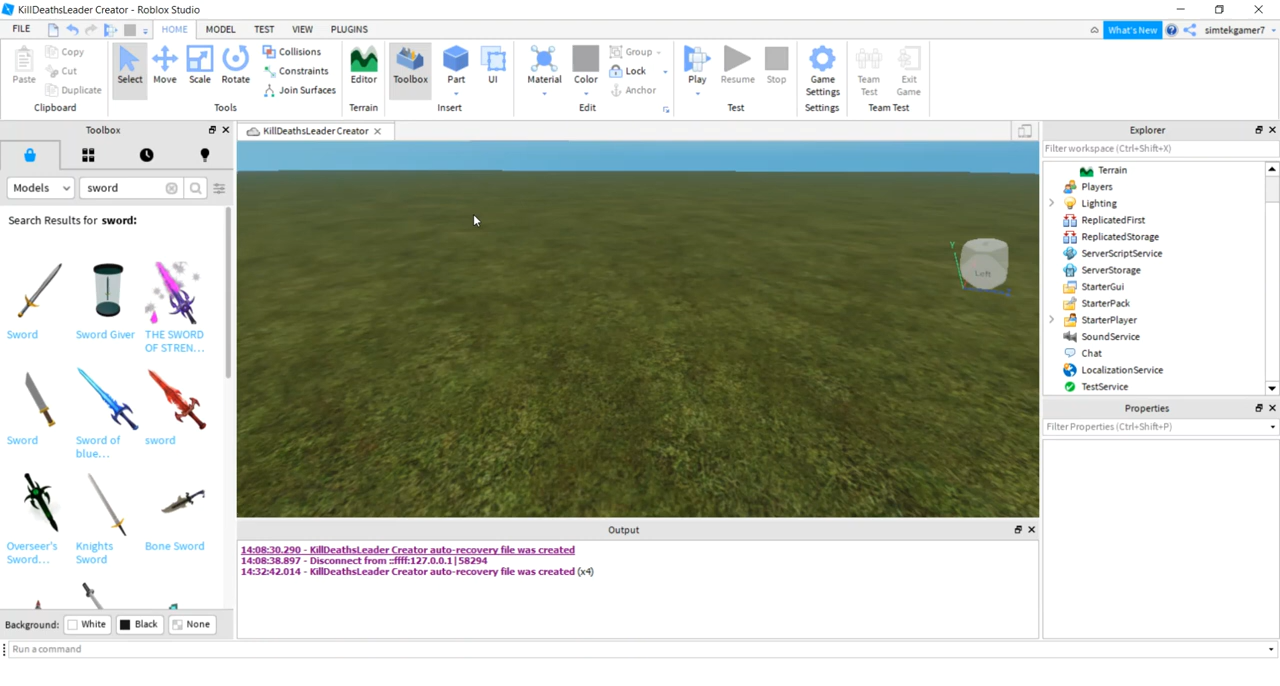 KillDeathsLeader Creator - Roblox Studio
FILE HOME MODEL TEST VIEW PLUGINS What's New simtekgamer7
Paste Copy Cut Duplicate Clipboard
Select Move Scale Rotate Collisions Constraints Join Surfaces Tools
Editor Terrain
Toolbox Part UI Insert
Material Color Group Lock Anchor Edit
Play Resume Stop Test
Game Settings Settings
Team Test Exit Game Team Test
Toolbox
Models sword
Search Results for sword:
Sword Sword Giver THE SWORD OF STREN...
Sword Sword of blue... sword
Overseer's Sword... Knights Sword Bone Sword
Background: White Black None
KillDeathsLeader Creator
Y
Left
Output
14:08:30.290 - KillDeathsLeader Creator auto-recovery file was created
14:08:38.897 - Disconnect from ::ffff:127.0.0.1|58294
14:32:42.014 - KillDeathsLeader Creator auto-recovery file was created (x4)
Explorer
Filter workspace (Ctrl+Shift+X)
Terrain
Players
Lighting
ReplicatedFirst
ReplicatedStorage
ServerScriptService
ServerStorage
StarterGui
StarterPack
StarterPlayer
SoundService
Chat
LocalizationService
TestService
Properties
Filter Properties (Ctrl+Shift+P)
Run a command